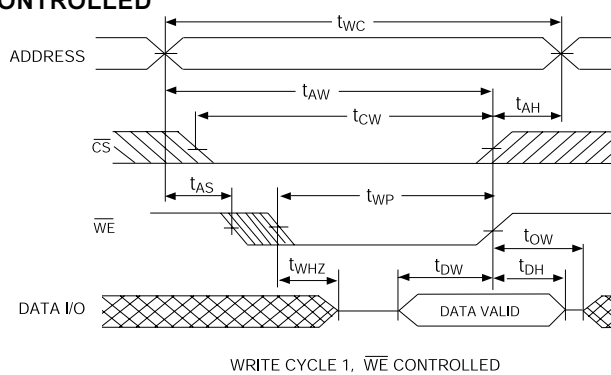 CONTROLLED
tWC
ADDRESS
tAW
tAH
tCW
CS
tAS
tWP
WE
tOW
tWHZ
tDW
tDH
DATA I/O
DATA VALID
WRITE CYCLE 1, WE CONTROLLED